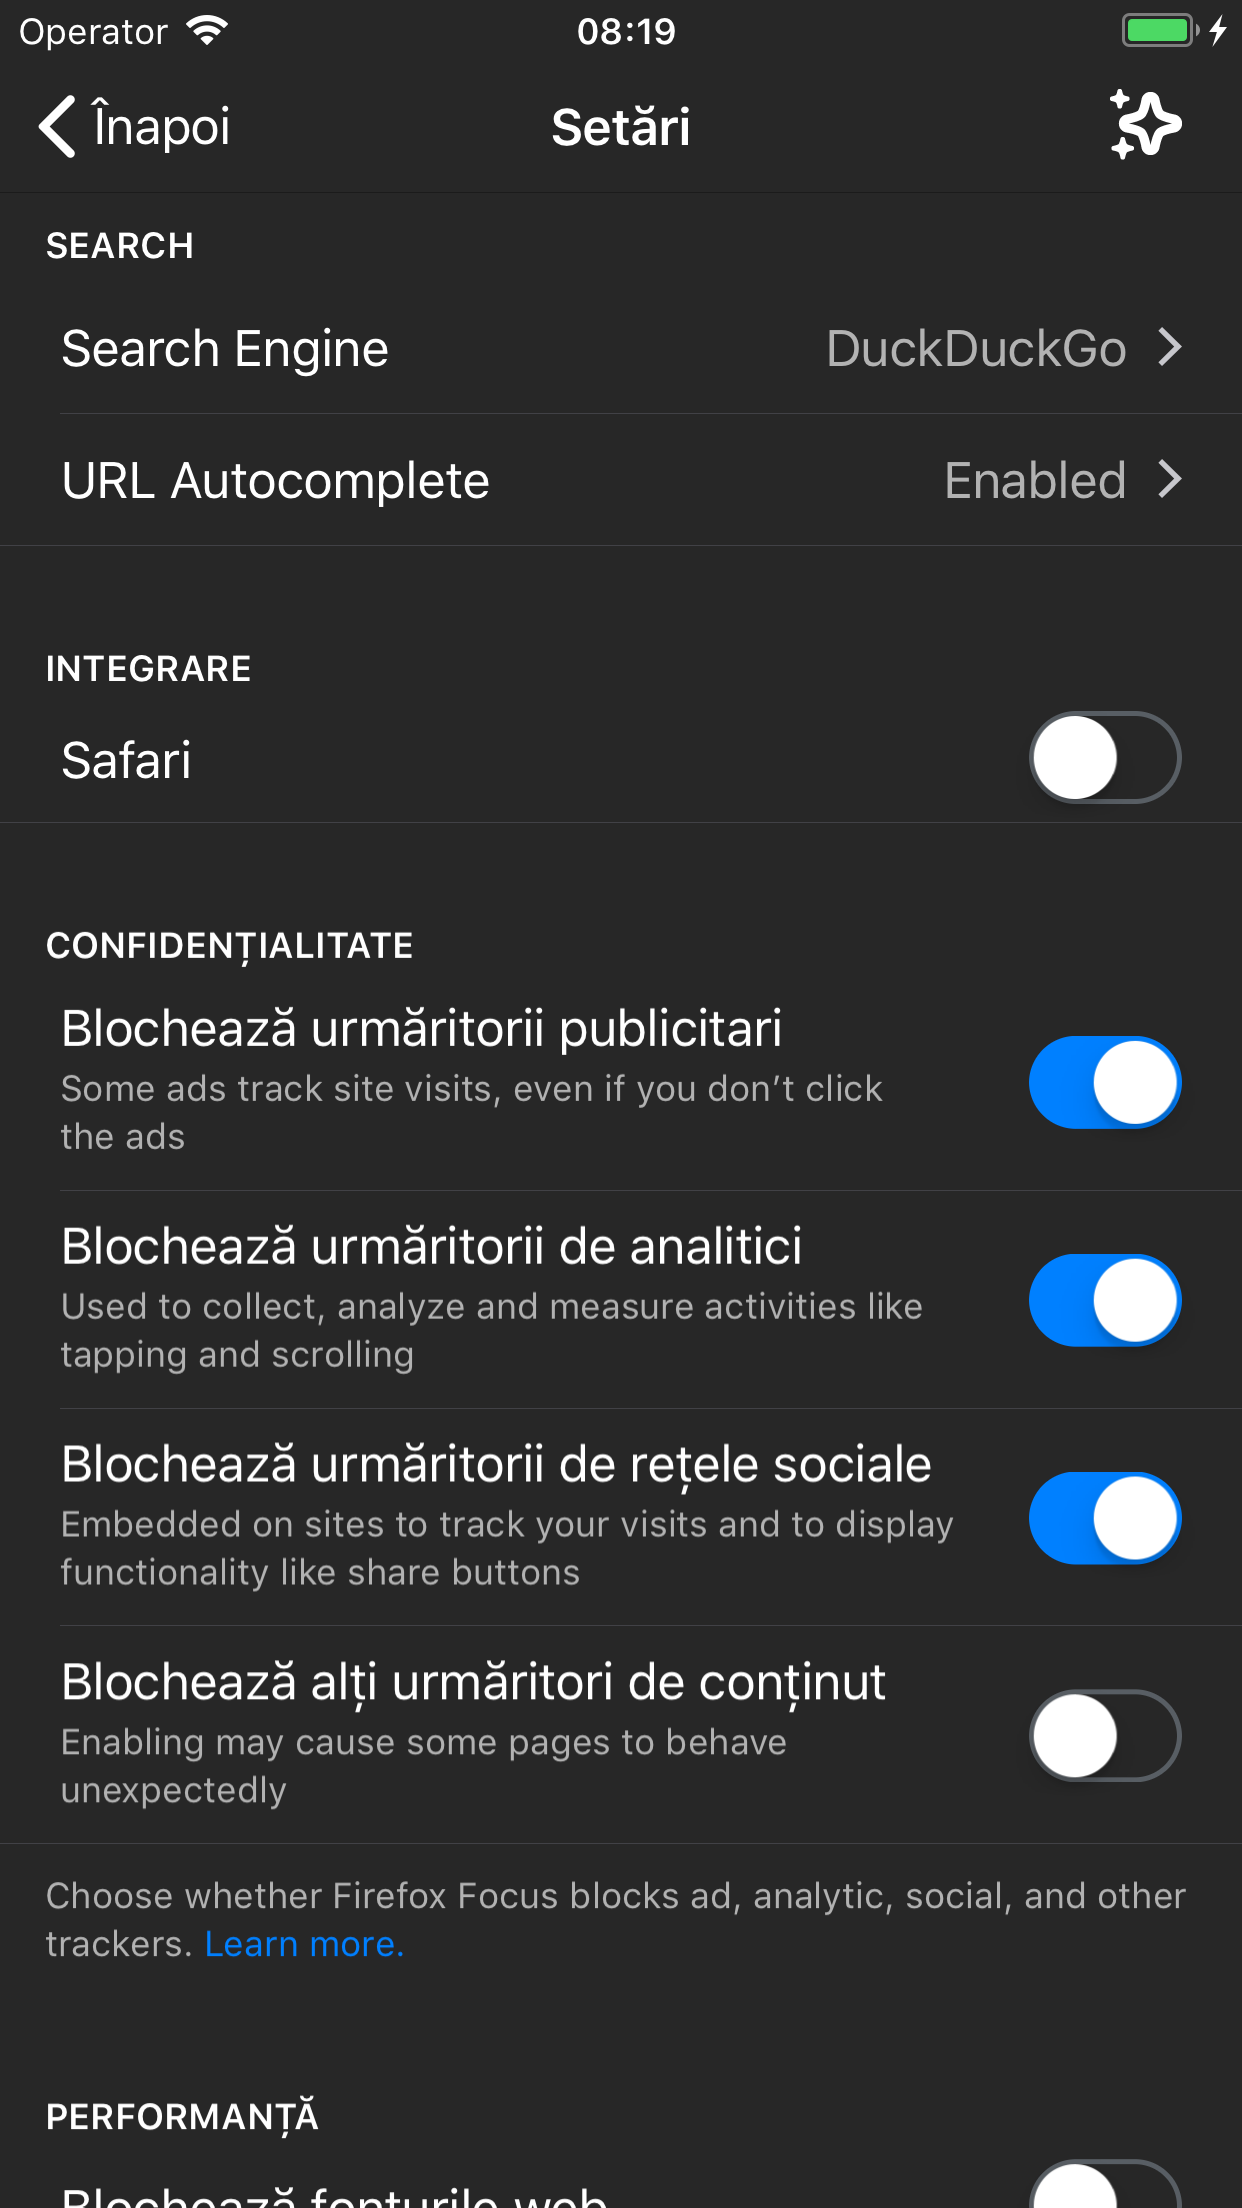 Operator
08:19
Înapoi
Setări
SEARCH
Search Engine
DuckDuckGo
URL Autocomplete
Enabled
INTEGRARE
Safari
CONFIDENȚIALITATE
Blochează urmăritorii publicitari
Some ads track site visits, even if you don’t click
the ads
Blochează urmăritorii de analitici
Used to collect, analyze and measure activities like
tapping and scrolling
Blochează urmăritorii de rețele sociale
Embedded on sites to track your visits and to display
functionality like share buttons
Blochează alți urmăritori de conținut
Enabling may cause some pages to behave
unexpectedly
Choose whether Firefox Focus blocks ad, analytic, social, and other
trackers. Learn more.
PERFORMANȚĂ
Blochează fonturile web